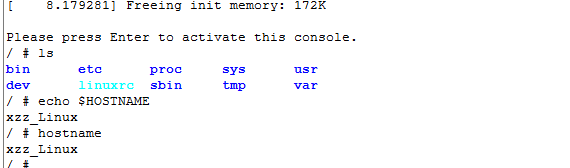 [    8.179281] Freeing init memory: 172K
Please press Enter to activate this console.
/ # ls
bin      etc      proc     sys      usr
dev      linuxrc  sbin     tmp      var
/ # echo $HOSTNAME
xzz_Linux
/ # hostname
xzz_Linux
/ #